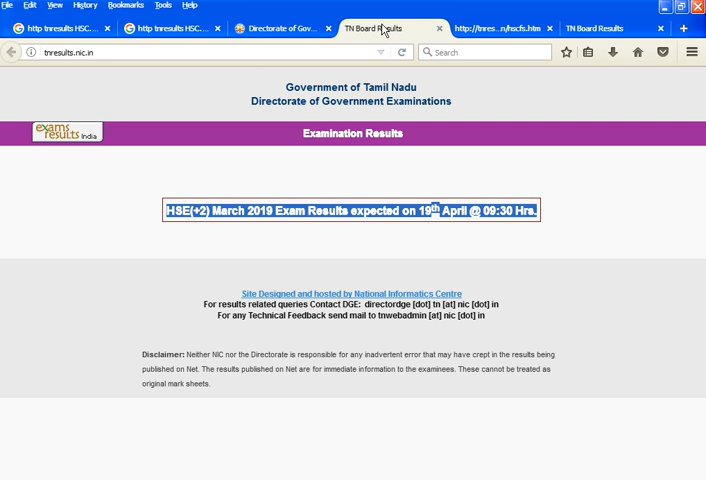 File Edit View History Bookmarks Tools Help
http tnresults HSC.... http tnresults HSC.... Directorate of Gov... TN Board Results http://tnres...n/hscfs.htm TN Board Results
tnresults.nic.in Search
Government of Tamil Nadu
Directorate of Government Examinations
exams results India
Examination Results
HSE(+2) March 2019 Exam Results expected on 19th April @ 09:30 Hrs.
Site Designed and hosted by National Informatics Centre
For results related queries Contact DGE: directordge [dot] tn [at] nic [dot] in
For any Technical Feedback send mail to tnwebadmin [at] nic [dot] in
Disclaimer: Neither NIC nor the Directorate is responsible for any inadvertent error that may have crept in the results being
published on Net. The results published on Net are for immediate information to the examinees. These cannot be treated as
original mark sheets.